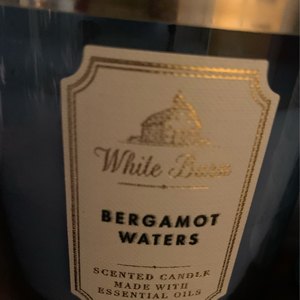 White Barn
BERGAMOT
WATERS
SCENTED CANDLE
MADE WITH
ESSENTIAL OILS